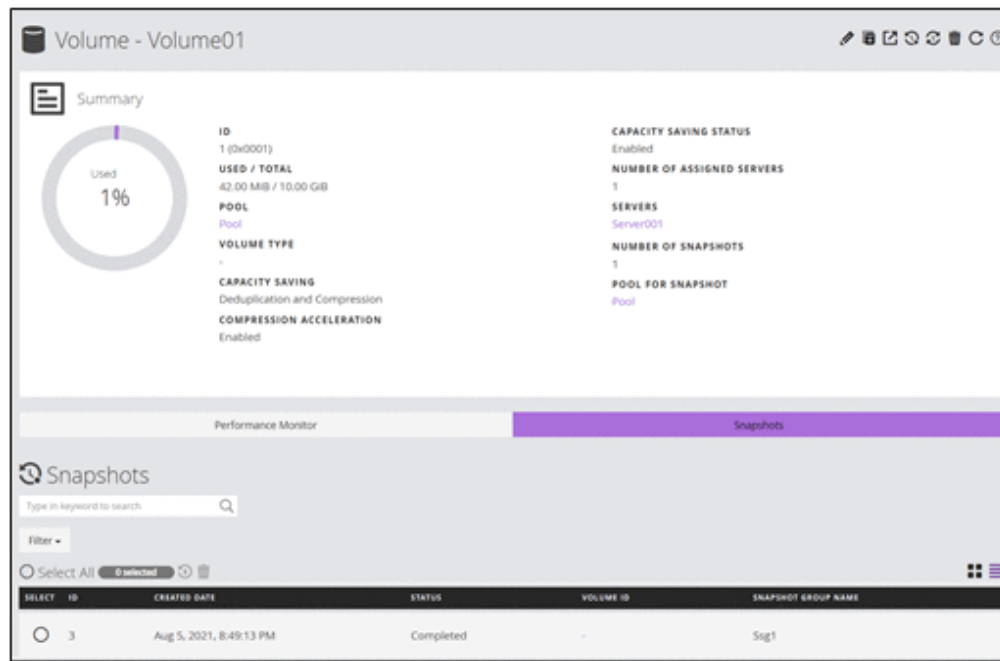 Volume - Volume01
Summary
Used
1%
ID
1 (0x0001)
USED / TOTAL
42.00 MiB / 10.00 GiB
POOL
Pool
VOLUME TYPE
-
CAPACITY SAVING
Deduplication and Compression
COMPRESSION ACCELERATION
Enabled
CAPACITY SAVING STATUS
Enabled
NUMBER OF ASSIGNED SERVERS
1
SERVERS
Server001
NUMBER OF SNAPSHOTS
1
POOL FOR SNAPSHOT
Pool
Performance Monitor Snapshots
Snapshots
Type in keyword to search
Filter
Select All 0 selected
SELECT ID CREATED DATE STATUS VOLUME ID SNAPSHOT GROUP NAME
3 Aug 5, 2021, 8:49:13 PM Completed - Ssg1